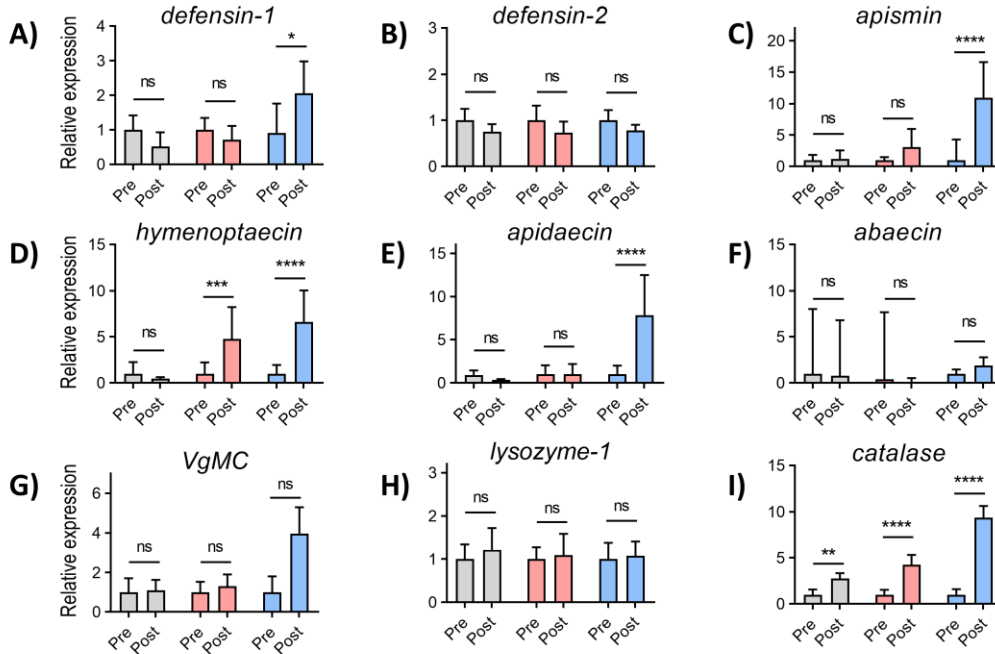 A) defensin-1
Relative expression
4
3
2
1
0
ns
ns
*
Pre Post Pre Post Pre Post
B) defensin-2
3
2
1
0
ns
ns
ns
Pre Post Pre Post Pre Post
C) apismin
20
15
10
5
0
ns
ns
****
Pre Post Pre Post Pre Post
D) hymenoptaecin
Relative expression
15
10
5
0
ns
***
****
Pre Post Pre Post Pre Post
E) apidaecin
15
10
5
0
ns
ns
****
Pre Post Pre Post Pre Post
F) abaecin
15
10
5
0
ns
ns
ns
Pre Post Pre Post Pre Post
G) VgMC
Relative expression
6
4
2
0
ns
ns
ns
Pre Post Pre Post Pre Post
H) lysozyme-1
3
2
1
0
ns
ns
ns
Pre Post Pre Post Pre Post
I) catalase
15
10
5
0
**
****
****
Pre Post Pre Post Pre Post